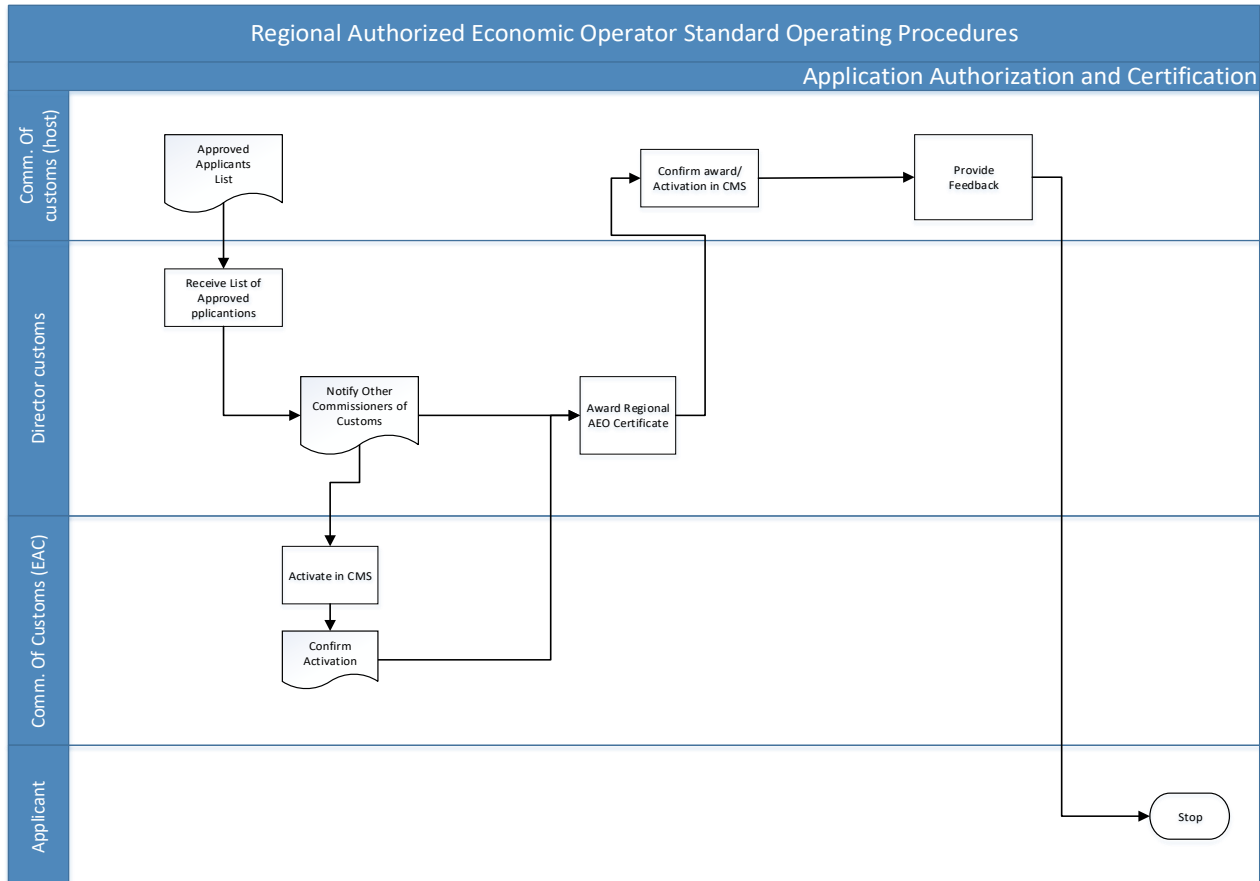 Regional Authorized Economic Operator Standard Operating Procedures
Application Authorization and Certification
Comm. Of
customs (host)
Approved
Applicants
List
Confirm award/
Activation in CMS
Provide
Feedback
Director customs
Receive List of
Approved
pplicantions
Notify Other
Commissioners of
Customs
Award Regional
AEO Certificate
Comm. Of Customs (EAC)
Activate in CMS
Confirm
Activation
Applicant
Stop